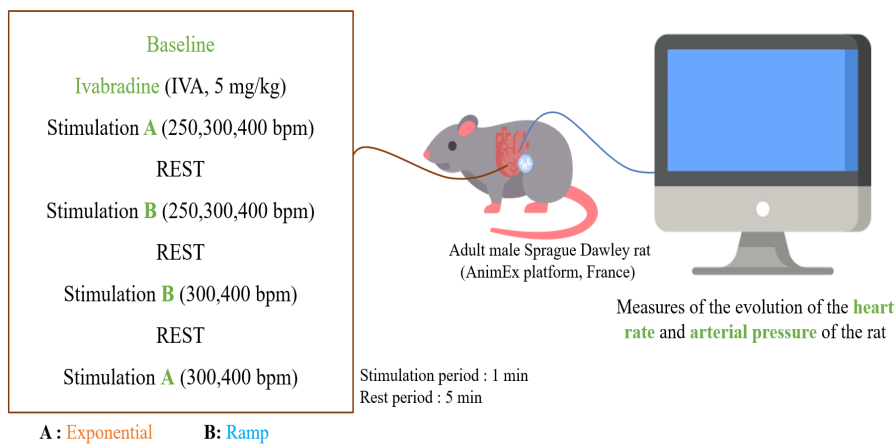 Baseline
Ivabradine (IVA, 5 mg/kg)
Stimulation A (250,300,400 bpm)
REST
Stimulation B (250,300,400 bpm)
REST
Stimulation B (300,400 bpm)
REST
Stimulation A (300,400 bpm)
Stimulation period : 1 min
Rest period : 5 min
A : Exponential B: Ramp
Adult male Sprague Dawley rat
(AnimEx platform, France)
Measures of the evolution of the heart
rate and arterial pressure of the rat